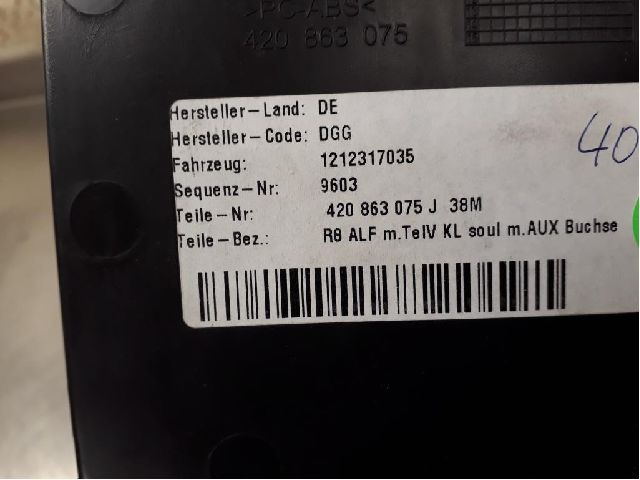 >PC-ABS<
420 863 075
Hersteller-Land: DE
Hersteller-Code: DGG
Fahrzeug: 1212317035
Sequenz-Nr: 9603
Teile-Nr: 420 863 075 J 38M
Teile-Bez.: R8 ALF m.TelV KL soul m.AUX Buchse
40